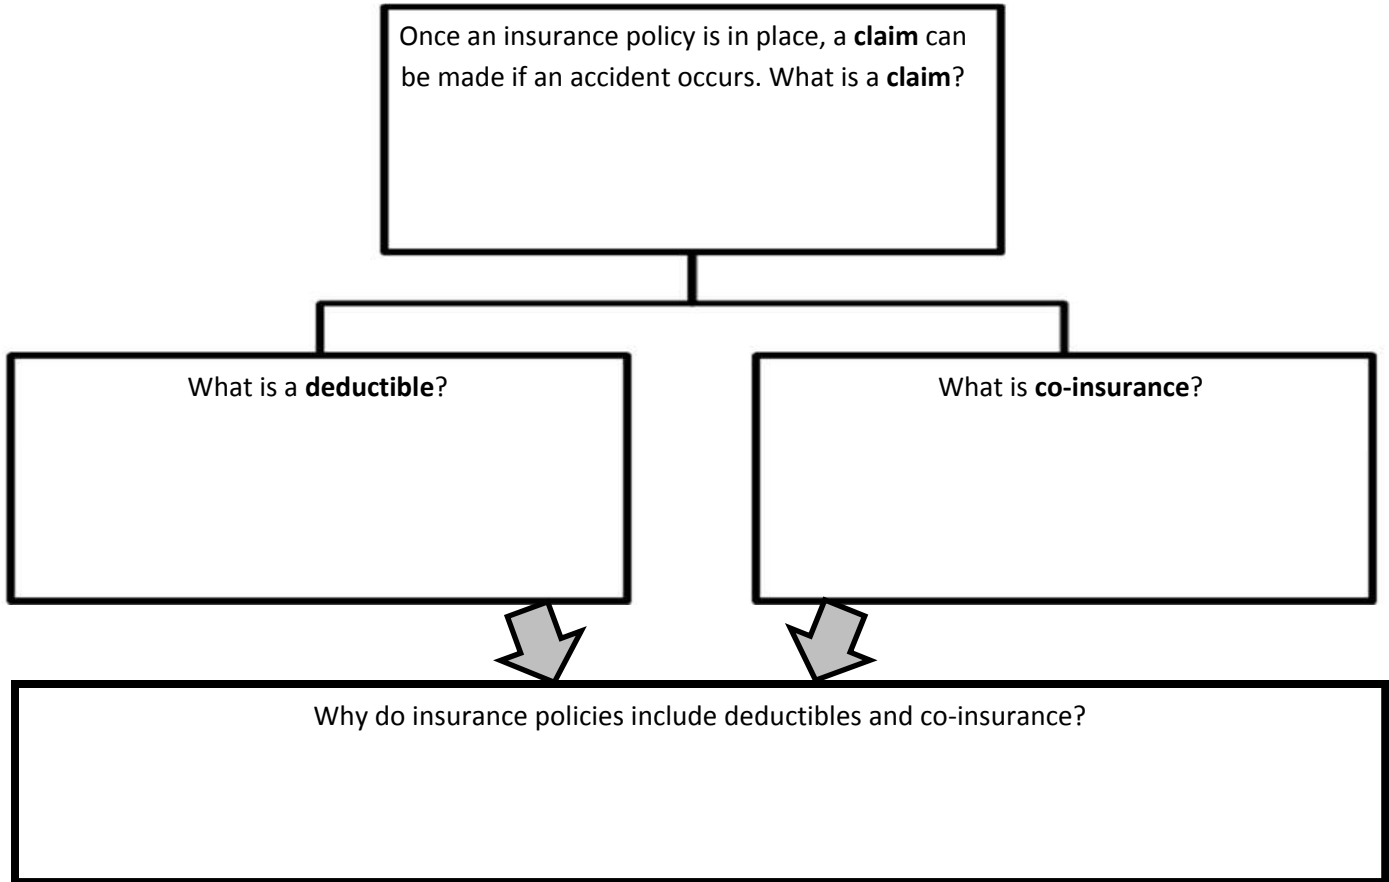 Once an insurance policy is in place, a claim can
be made if an accident occurs. What is a claim?
What is a deductible?
What is co-insurance?
Why do insurance policies include deductibles and co-insurance?